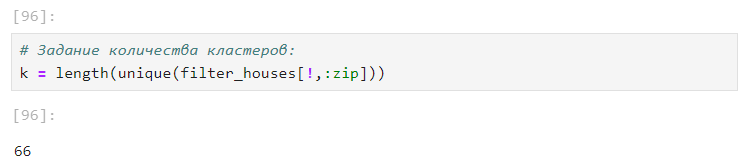 [96]:
# Задание количества кластеров:
k = length(unique(filter_houses[!,:zip]))
[96]:
66